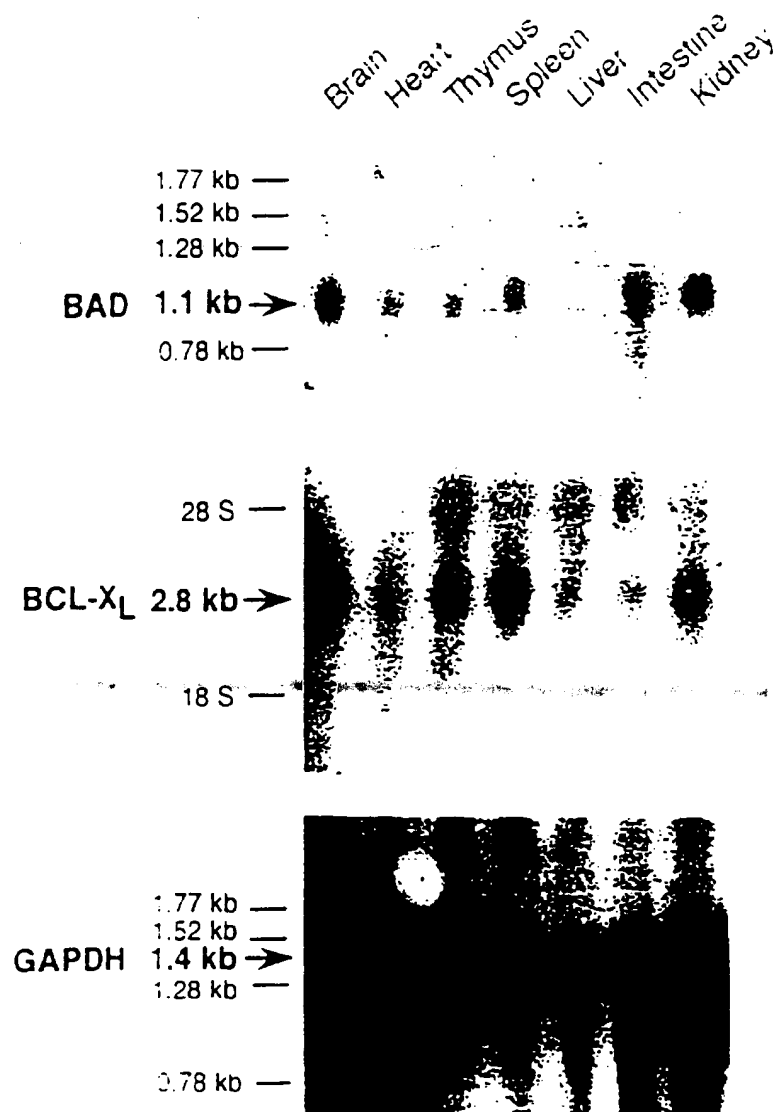 Brain Heart Thymus Spleen Liver Intestine Kidney
1.77 kb
1.52 kb
1.28 kb
BAD 1.1 kb
0.78 kb
28 S
BCL-XL 2.8 kb
18 S
1.77 kb
1.52 kb
GAPDH 1.4 kb
1.28 kb
0.78 kb